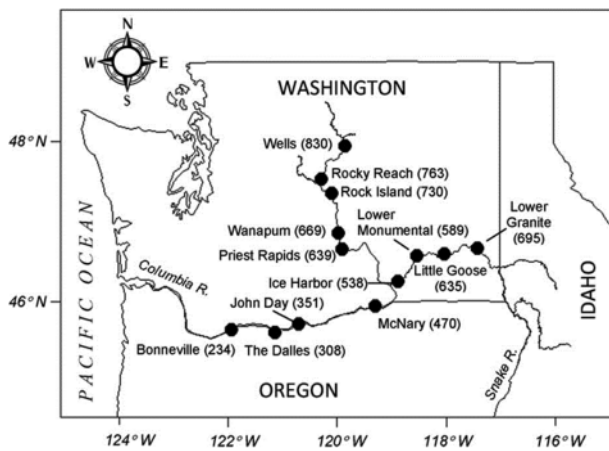 N
W E
S
WASHINGTON
48°N
Wells (830)
Rocky Reach (763)
Rock Island (730)
Wanapum (669)
Priest Rapids (639)
Lower
Monumental (589)
Lower
Granite
(695)
Little Goose
(635)
Ice Harbor (538)
46°N
Columbia R.
John Day (351)
McNary (470)
Bonneville (234)
The Dalles (308)
PACIFIC OCEAN
IDAHO
Snake R.
OREGON
124°W
122°W
120°W
118°W
116°W